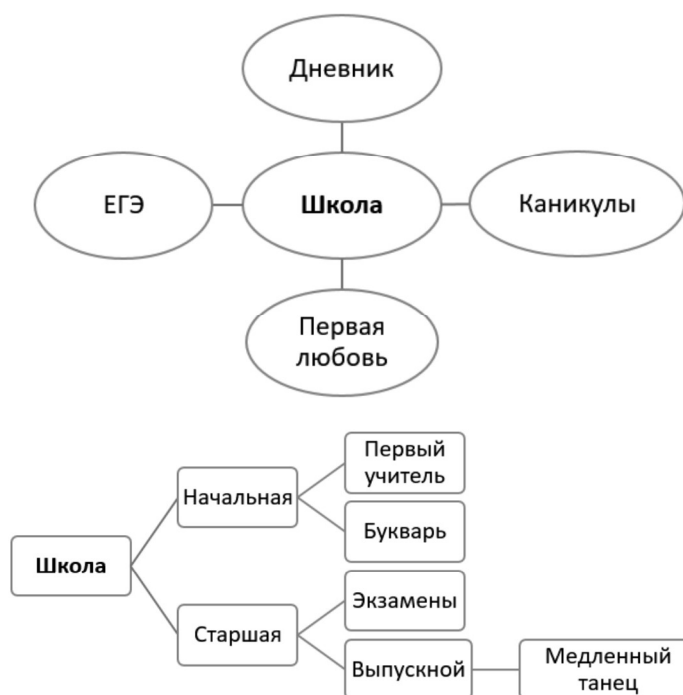 Дневник
ЕГЭ
Школа
Каникулы
Первая
любовь
Первый
учитель
Начальная
Букварь
Школа
Экзамены
Старшая
Выпускной
Медленный
танец